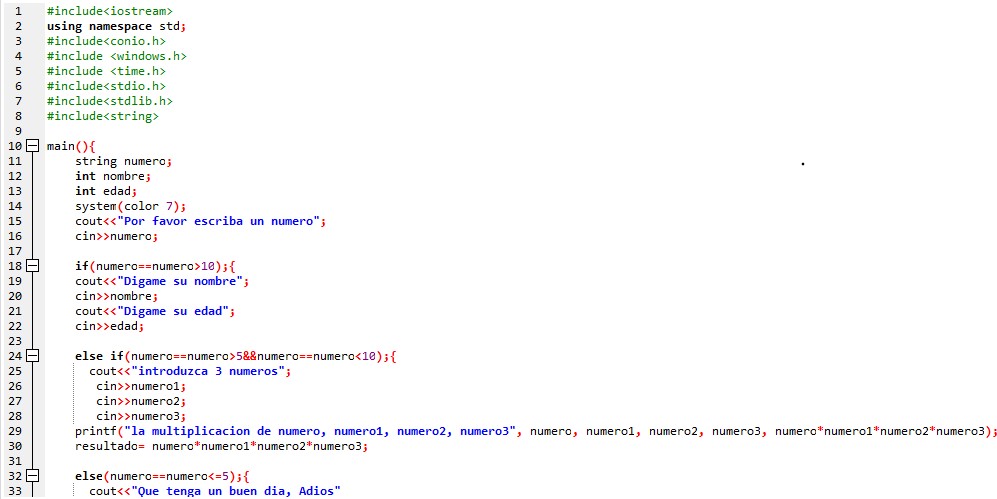 1 #include<iostream>
2 using namespace std;
3 #include<conio.h>
4 #include <windows.h>
5 #include <time.h>
6 #include<stdio.h>
7 #include<stdlib.h>
8 #include<string>
9
10 main(){
11 string numero;
12 int nombre;
13 int edad;
14 system(color 7);
15 cout<<"Por favor escriba un numero";
16 cin>>numero;
17
18 if(numero==numero>10);{
19 cout<<"Digame su nombre";
20 cin>>nombre;
21 cout<<"Digame su edad";
22 cin>>edad;
23
24 else if(numero==numero>5&&numero==numero<10);{
25 cout<<"introduzca 3 numeros";
26 cin>>numero1;
27 cin>>numero2;
28 cin>>numero3;
29 printf("la multiplicacion de numero, numero1, numero2, numero3", numero, numero1, numero2, numero3, numero*numero1*numero2*numero3);
30 resultado= numero*numero1*numero2*numero3;
31
32 else(numero==numero<=5);{
33 cout<<"Que tenga un buen dia, Adios"